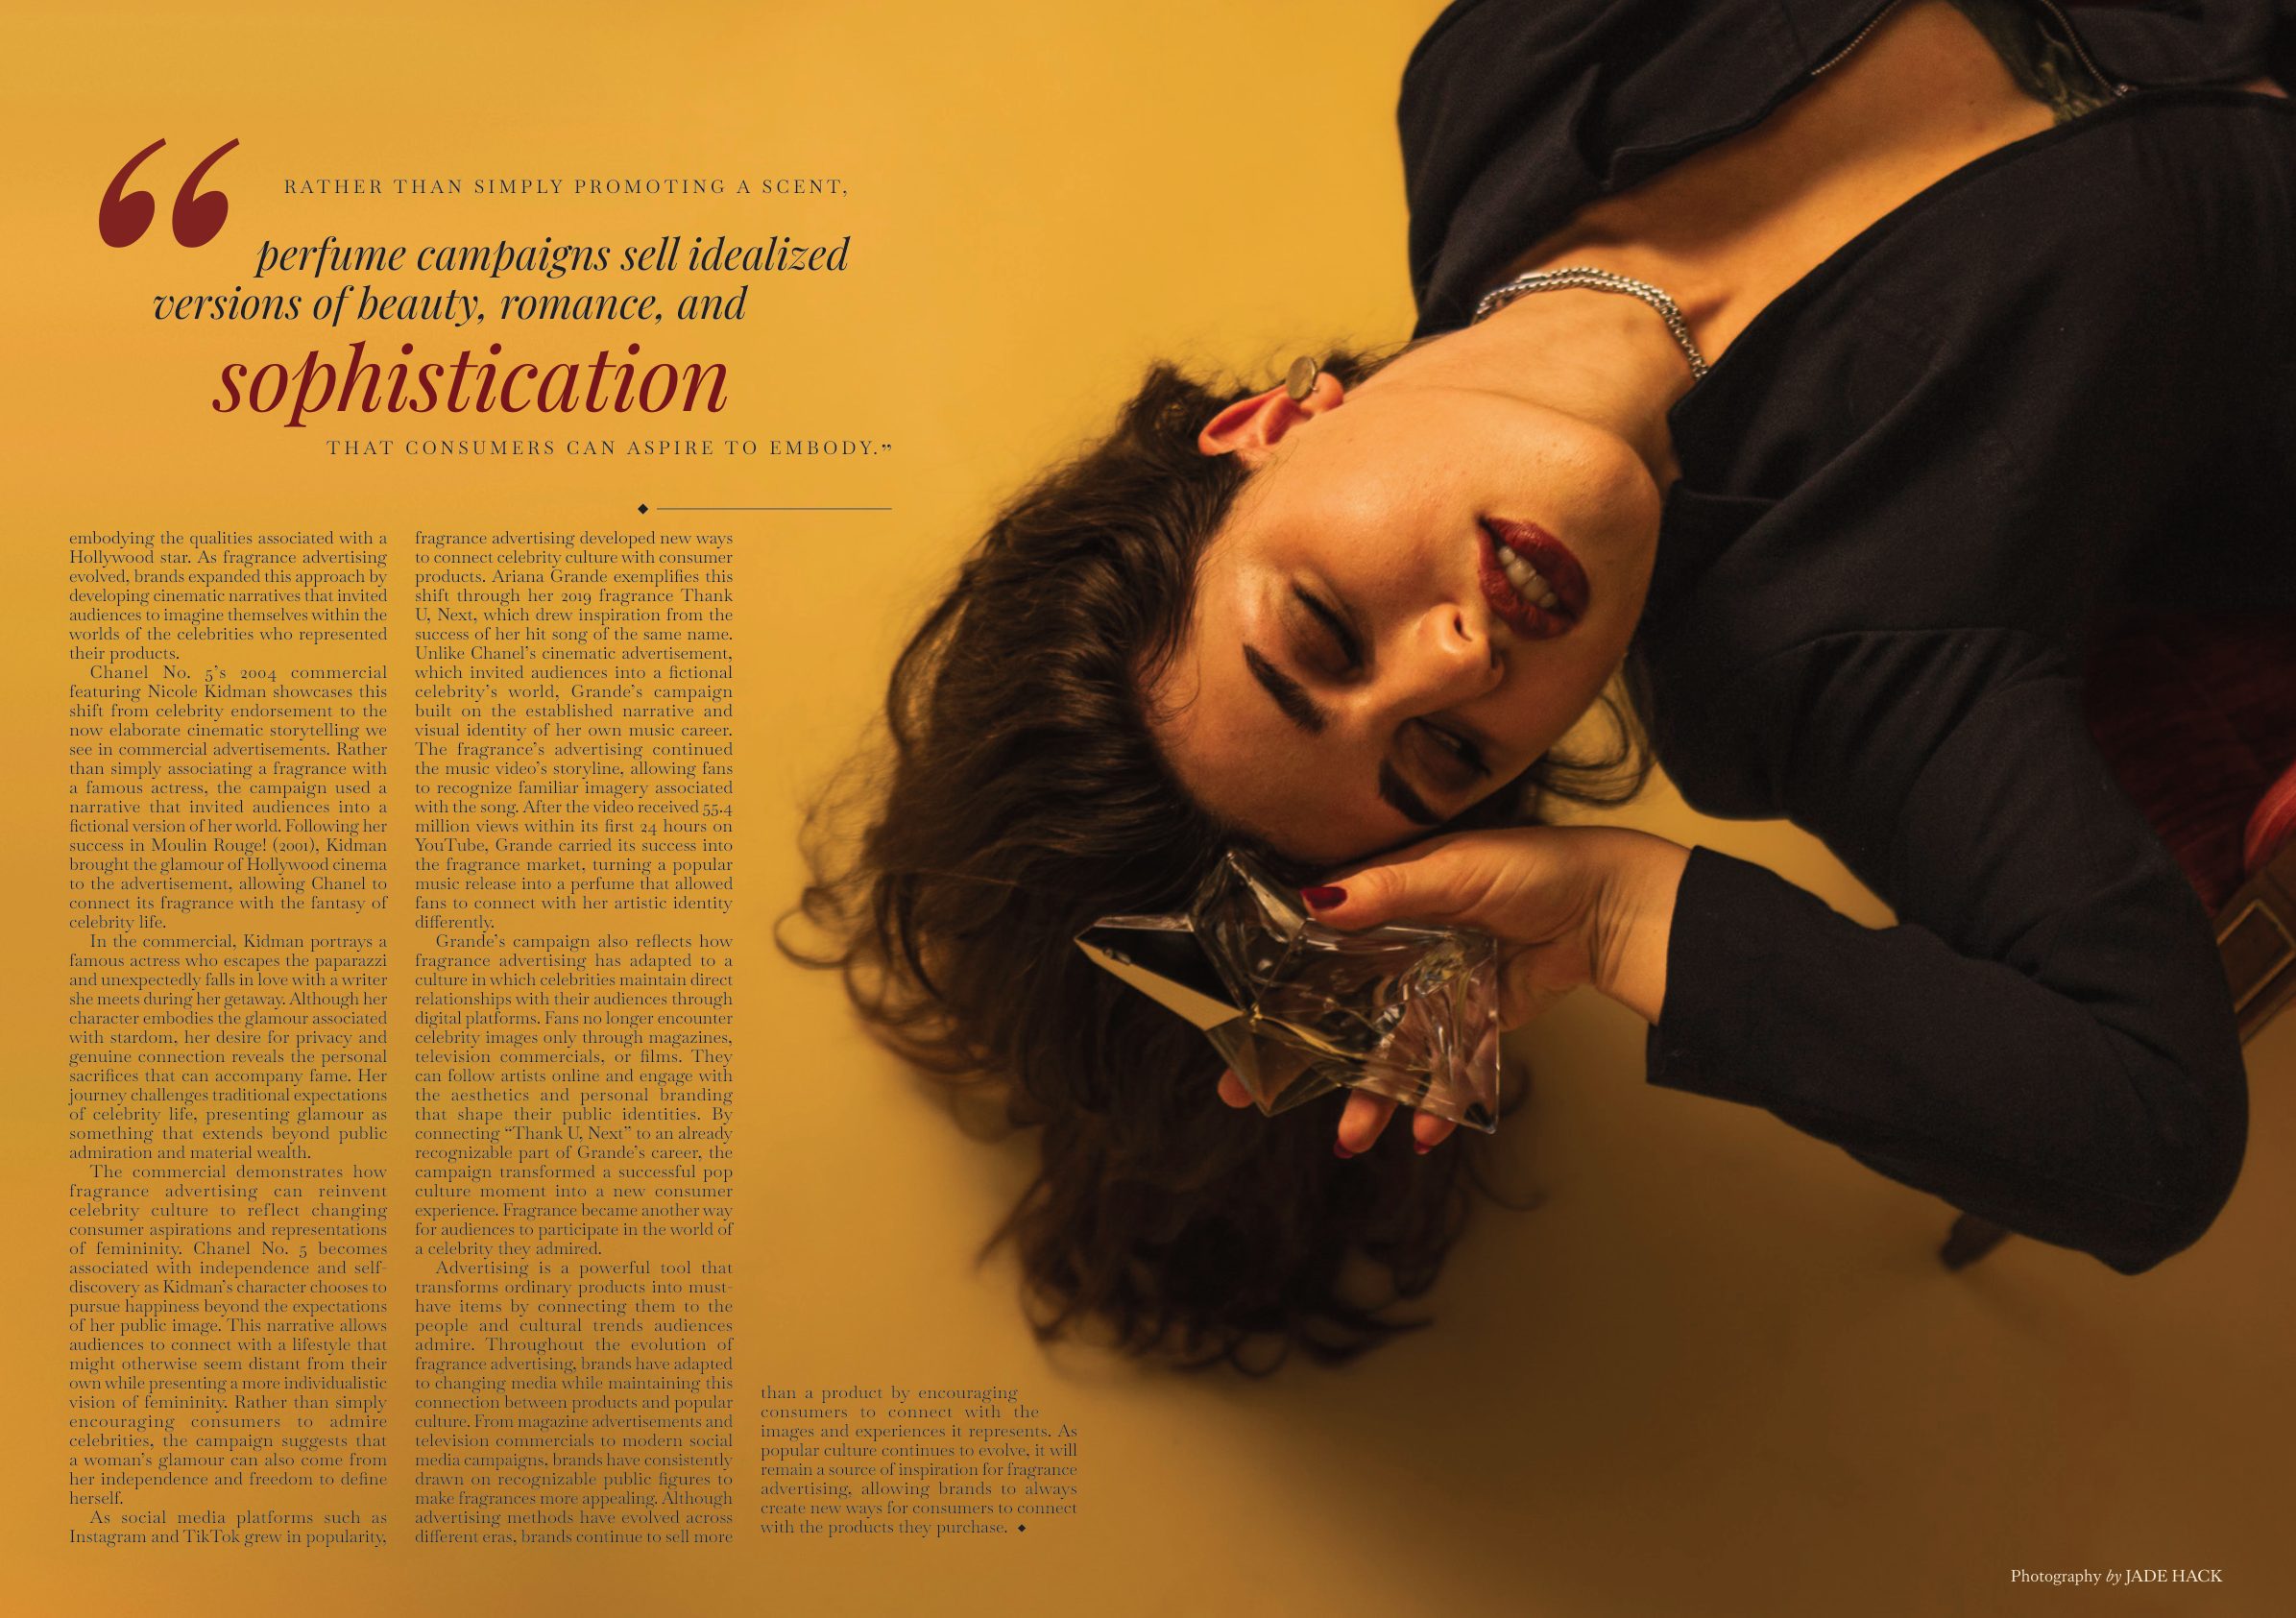 “
RATHER THAN SIMPLY PROMOTING A SCENT,
perfume campaigns sell idealized
versions of beauty, romance, and
sophistication
THAT CONSUMERS CAN ASPIRE TO EMBODY.”
embodying the qualities associated with a
Hollywood star. As fragrance advertising
evolved, brands expanded this approach by
developing cinematic narratives that invited
audiences to imagine themselves within the
worlds of the celebrities who represented
their products.
Chanel No. 5’s 2004 commercial
featuring Nicole Kidman showcases this
shift from celebrity endorsement to the
now elaborate cinematic storytelling we
see in commercial advertisements. Rather
than simply associating a fragrance with
a famous actress, the campaign used a
narrative that invited audiences into a
fictional version of her world. Following her
success in Moulin Rouge! (2001), Kidman
brought the glamour of Hollywood cinema
to the advertisement, allowing Chanel to
connect its fragrance with the fantasy of
celebrity life.
In the commercial, Kidman portrays a
famous actress who escapes the paparazzi
and unexpectedly falls in love with a writer
she meets during her getaway. Although her
character embodies the glamour associated
with stardom, her desire for privacy and
genuine connection reveals the personal
sacrifices that can accompany fame. Her
journey challenges traditional expectations
of celebrity life, presenting glamour as
something that extends beyond public
admiration and material wealth.
The commercial demonstrates how
fragrance advertising can reinvent
celebrity culture to reflect changing
consumer aspirations and representations
of femininity. Chanel No. 5 becomes
associated with independence and self-
discovery as Kidman’s character chooses to
pursue happiness beyond the expectations
of her public image. This narrative allows
audiences to connect with a lifestyle that
might otherwise seem distant from their
own while presenting a more individualistic
vision of femininity. Rather than simply
encouraging consumers to admire
celebrities, the campaign suggests that
a woman’s glamour can also come from
her independence and freedom to define
herself.
As social media platforms such as
Instagram and TikTok grew in popularity,
fragrance advertising developed new ways
to connect celebrity culture with consumer
products. Ariana Grande exemplifies this
shift through her 2019 fragrance Thank
U, Next, which drew inspiration from the
success of her hit song of the same name.
Unlike Chanel’s cinematic advertisement,
which invited audiences into a fictional
celebrity’s world, Grande’s campaign
built on the established narrative and
visual identity of her own music career.
The fragrance’s advertising continued
the music video’s storyline, allowing fans
to recognize familiar imagery associated
with the song. After the video received 55.4
million views within its first 24 hours on
YouTube, Grande carried its success into
the fragrance market, turning a popular
music release into a perfume that allowed
fans to connect with her artistic identity
differently.
Grande’s campaign also reflects how
fragrance advertising has adapted to a
culture in which celebrities maintain direct
relationships with their audiences through
digital platforms. Fans no longer encounter
celebrity images only through magazines,
television commercials, or films. They
can follow artists online and engage with
the aesthetics and personal branding
that shape their public identities. By
connecting “Thank U, Next” to an already
recognizable part of Grande’s career, the
campaign transformed a successful pop
culture moment into a new consumer
experience. Fragrance became another way
for audiences to participate in the world of
a celebrity they admired.
Advertising is a powerful tool that
transforms ordinary products into must-
have items by connecting them to the
people and cultural trends audiences
admire. Throughout the evolution of
fragrance advertising, brands have adapted
to changing media while maintaining this
connection between products and popular
culture. From magazine advertisements and
television commercials to modern social
media campaigns, brands have consistently
drawn on recognizable public figures to
make fragrances more appealing. Although
advertising methods have evolved across
different eras, brands continue to sell more
than a product by encouraging
consumers to connect with the
images and experiences it represents. As
popular culture continues to evolve, it will
remain a source of inspiration for fragrance
advertising, allowing brands to always
create new ways for consumers to connect
with the products they purchase. ◆
Photography by JADE HACK